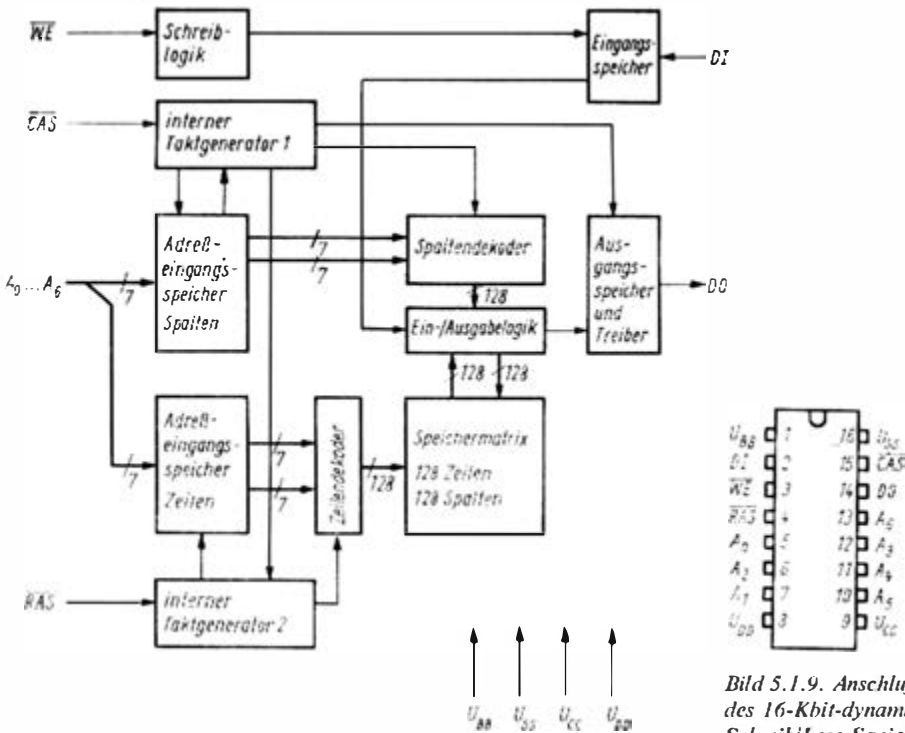 WE
Schreib-
logik
Eingangs-
speicher
DI
CAS
interner
Taktgenerator 1
Adreß-
eingangs-
speicher
Spalten
7
7
Spaltendekoder
Aus-
gangs-
speicher
und
Treiber
DO
A0...A6
7
128
Ein-/Ausgabelogik
128
128
Adreß-
eingangs-
speicher
Zeilen
7
7
7
Zeilendekoder
128
Speichermatrix
128 Zeilen
128 Spalten
RAS
interner
Taktgenerator 2
UBB
USS
UCC
UDD
UBB 1 16 USS
DI 2 15 CAS
WE 3 14 DO
RAS 4 13 A6
A0 5 12 A3
A2 6 11 A4
A1 7 10 A5
UDD 8 9 UCC
Bild 5.1.9. Anschlu
des 16-Kbit-dynam